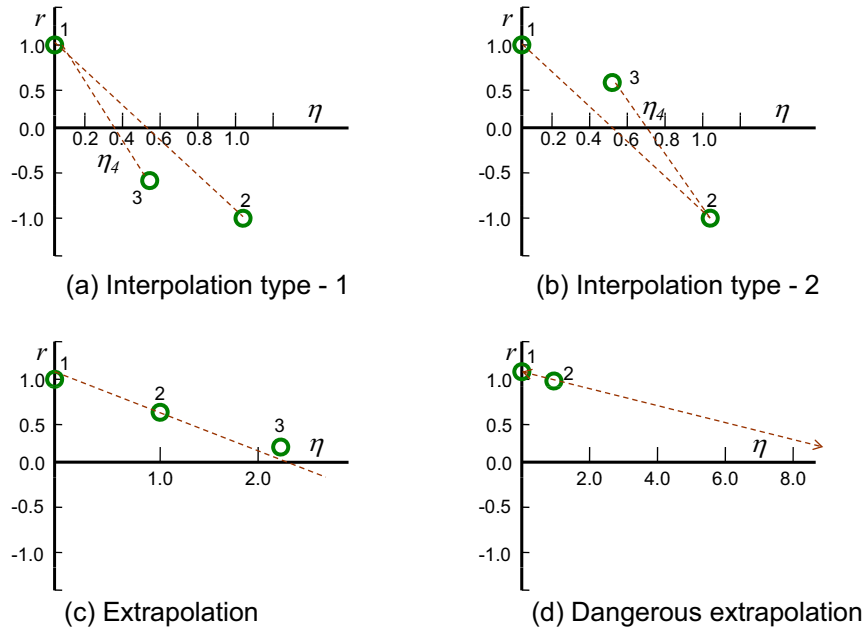 r 1
1.0
0.5
0.0 η
0.2 0.4 0.6 0.8 1.0
η4
-0.5
3
2
-1.0
(a) Interpolation type - 1
r 1
1.0
3
0.5
η4 η
0.0
0.2 0.4 0.6 0.8 1.0
-0.5
2
-1.0
(b) Interpolation type - 2
r 1
1.0
2
0.5 3
η
0.0
1.0 2.0
-0.5
-1.0
(c) Extrapolation
r 1
1.0 2
0.5
η
0.0
2.0 4.0 6.0 8.0
-0.5
-1.0
(d) Dangerous extrapolation